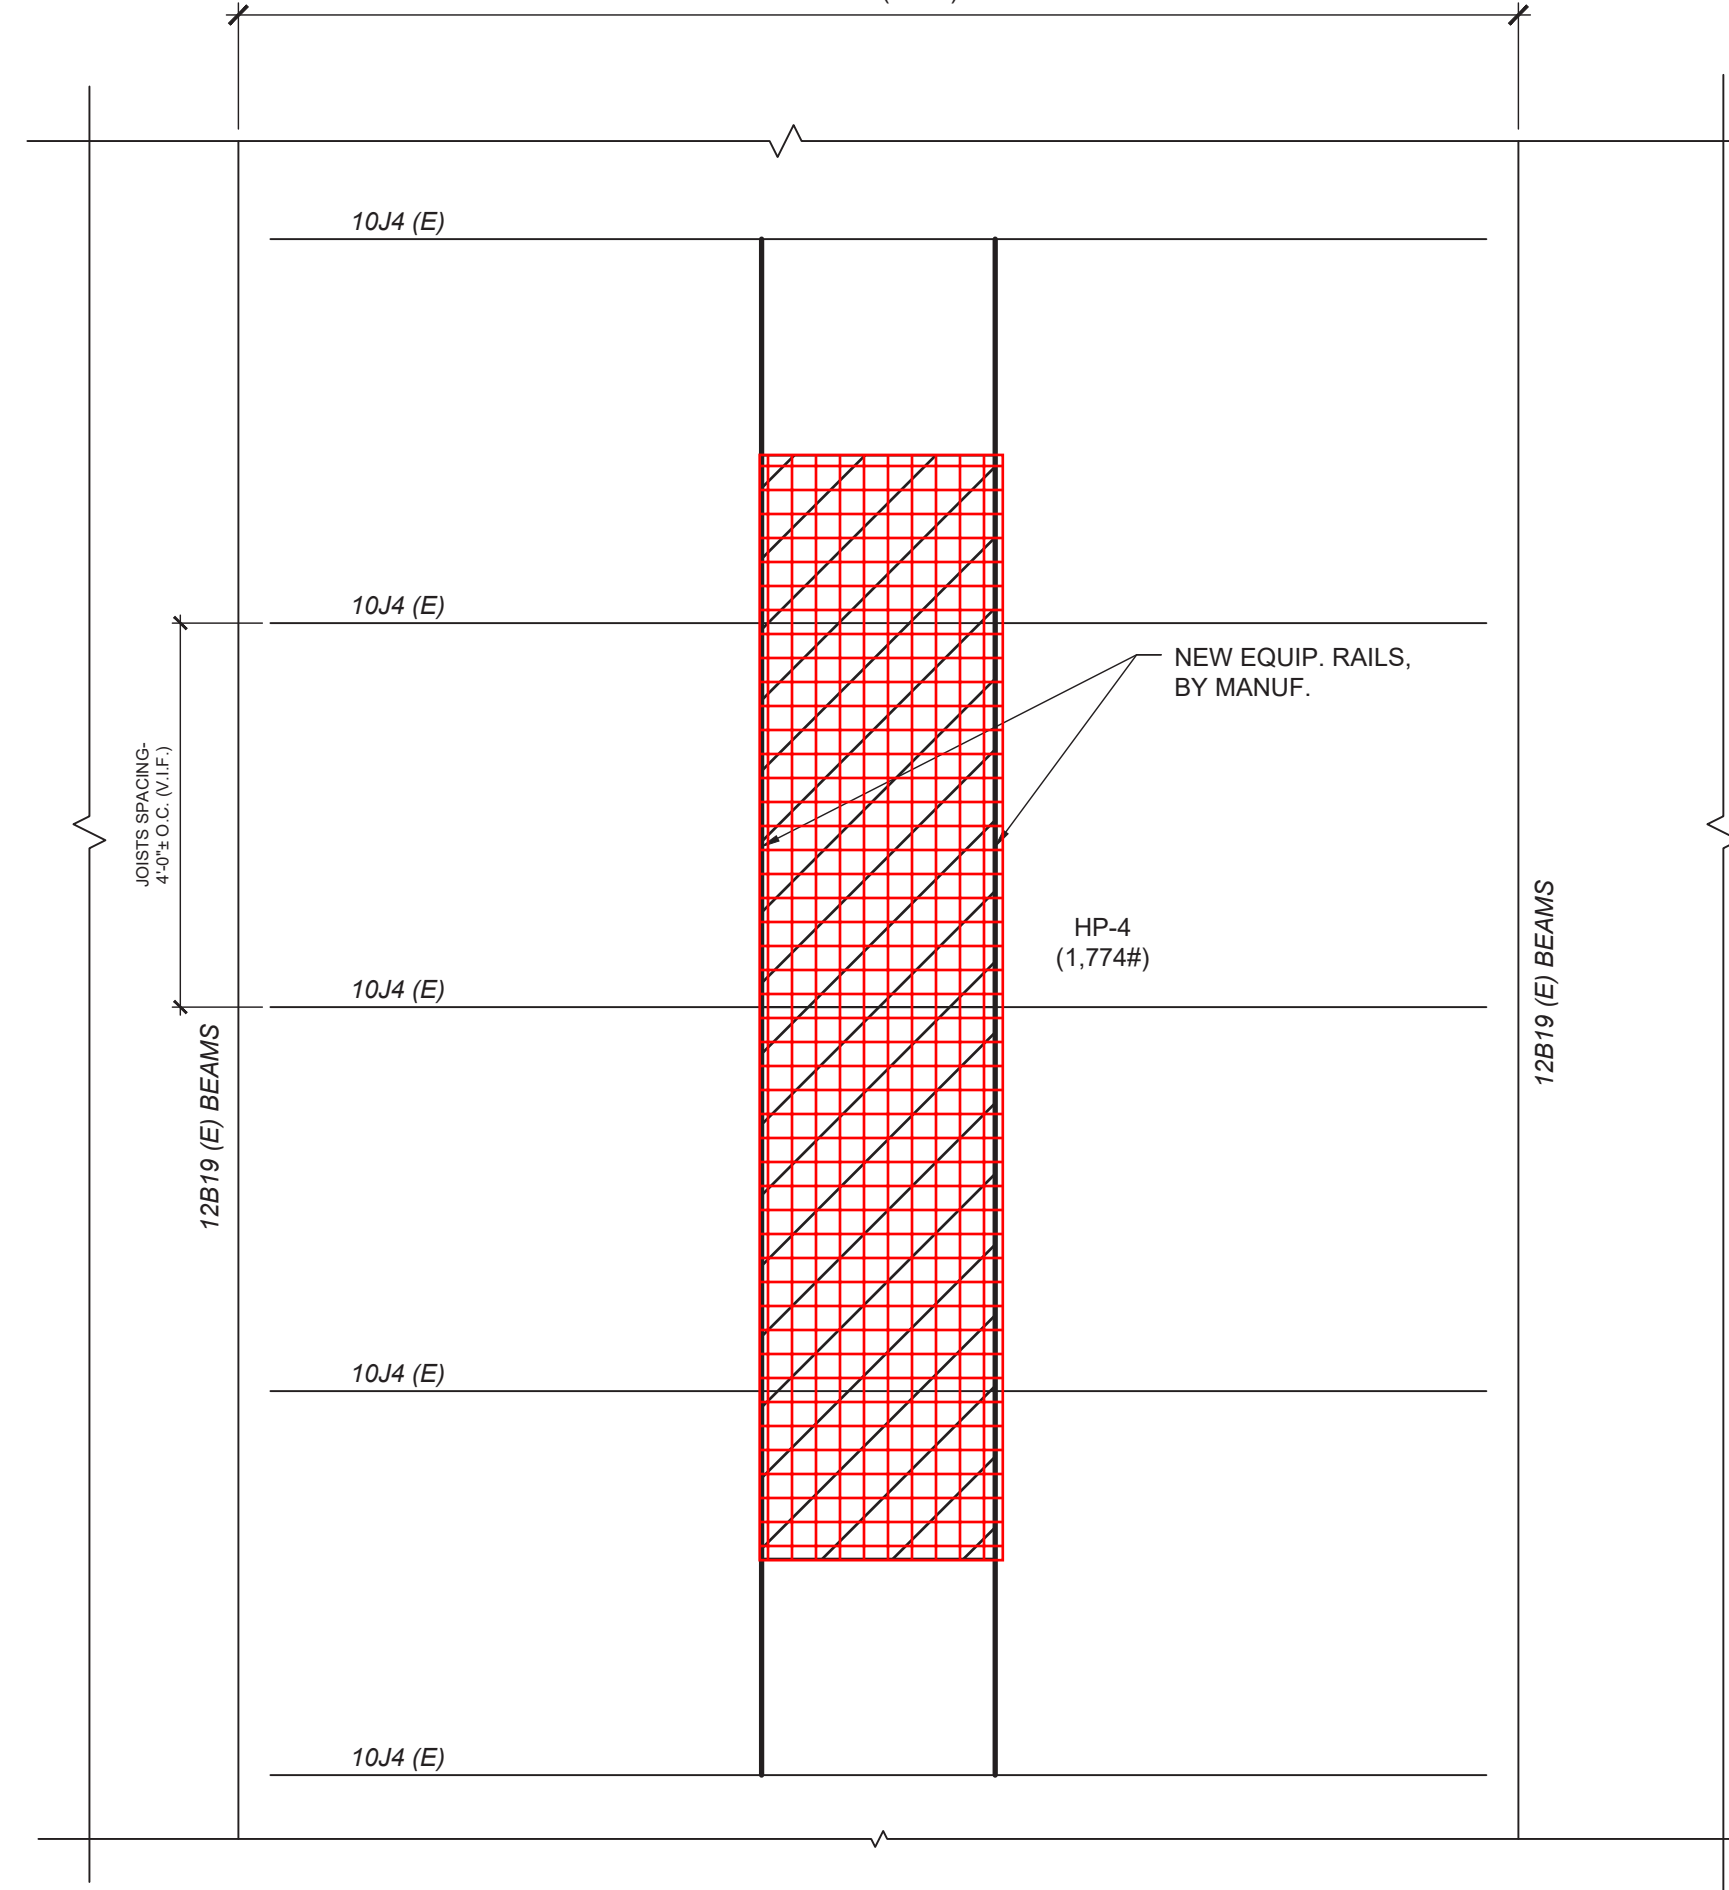 10J4 (E)
10J4 (E)
NEW EQUIP. RAILS,
BY MANUF.
JOISTS SPACING-
4'-0"± O.C. (V.I.F.)
HP-4
(1,774#)
12B19 (E) BEAMS
10J4 (E)
12B19 (E) BEAMS
10J4 (E)
10J4 (E)